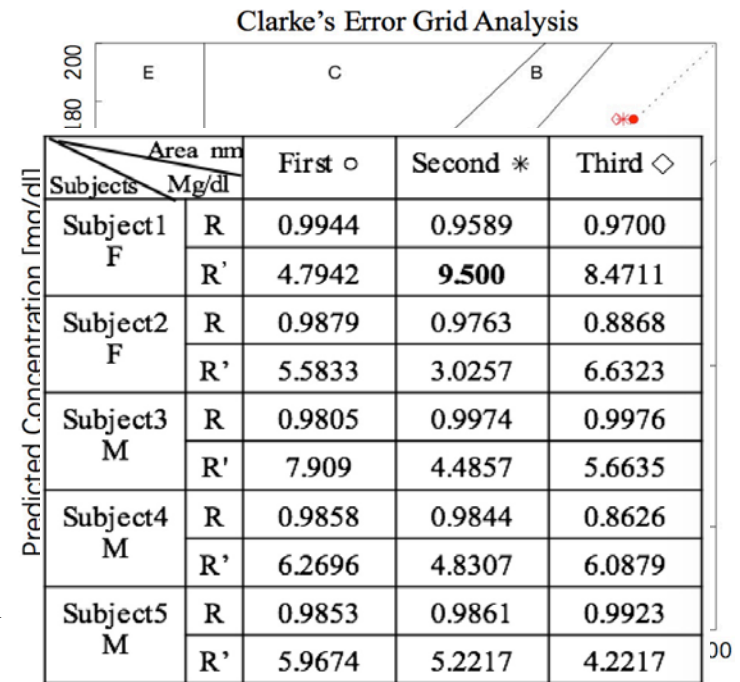 Clarke's Error Grid Analysis
200
E C B
180
Predicted Concentration [mg/dl]
Area nm
Subjects Mg/dl First ○ Second * Third ◇
Subject1 F R 0.9944 0.9589 0.9700
R' 4.7942 9.500 8.4711
Subject2 F R 0.9879 0.9763 0.8868
R' 5.5833 3.0257 6.6323
Subject3 M R 0.9805 0.9974 0.9976
R' 7.909 4.4857 5.6635
Subject4 M R 0.9858 0.9844 0.8626
R' 6.2696 4.8307 6.0879
Subject5 M R 0.9853 0.9861 0.9923
R' 5.9674 5.2217 4.2217